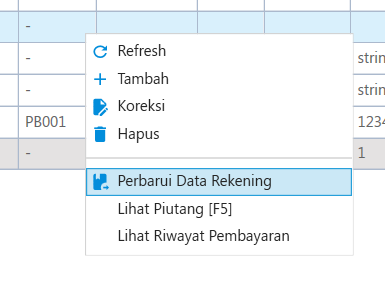 -
Refresh
-
strin
Tambah
-
strin
Koreksi
PB001
1234
Hapus
-
1
Perbarui Data Rekening
Lihat Piutang [F5]
Lihat Riwayat Pembayaran